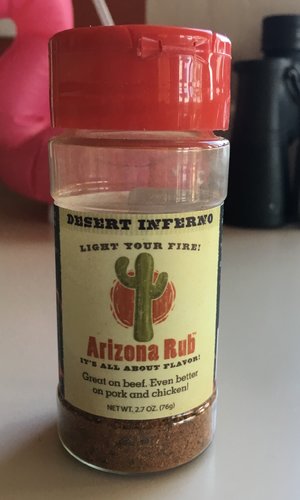 DESERT INFERNO
LIGHT YOUR FIRE!
Arizona Rub™
IT'S ALL ABOUT FLAVOR!
Great on beef. Even better
on pork and chicken!
NET WT. 2.7 OZ. (76g)